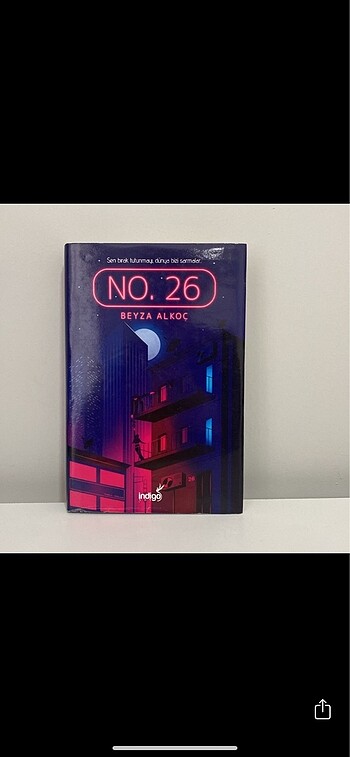 Sen bırak tutunmayı, dünya bizi sarmalar.
NO. 26
BEYZA ALKOÇ
indigo